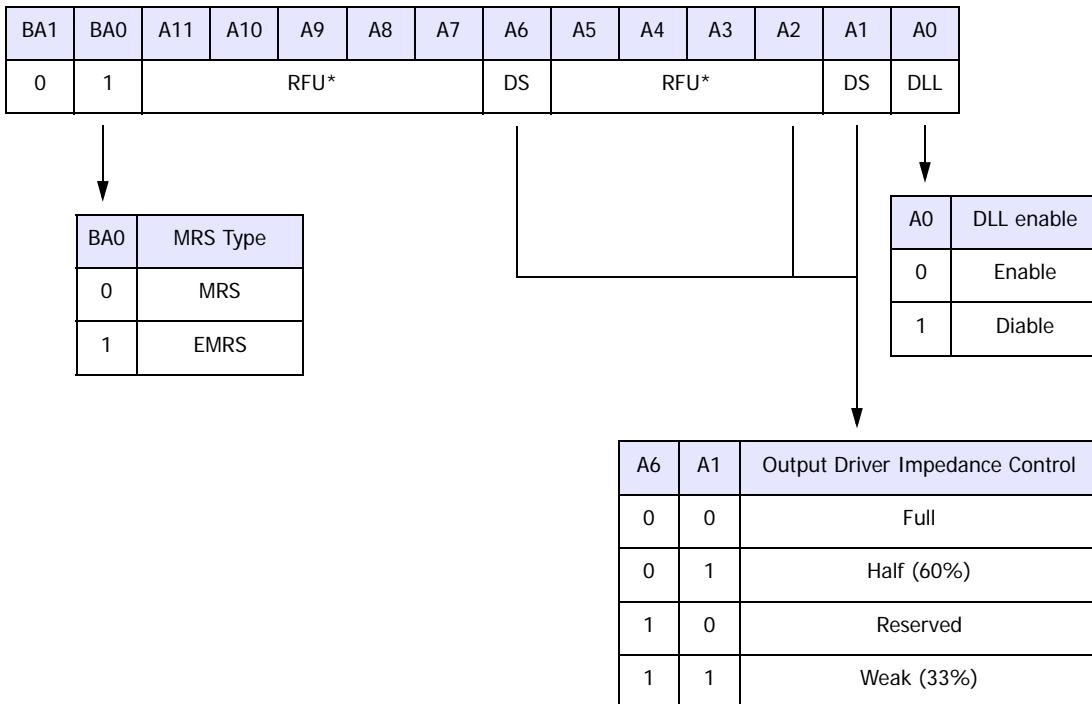 BA1 BA0 A11 A10 A9 A8 A7 A6 A5 A4 A3 A2 A1 A0
0 1 RFU* DS RFU* DS DLL
BA0 MRS Type
0 MRS
1 EMRS
A0 DLL enable
0 Enable
1 Diable
A6 A1 Output Driver Impedance Control
0 0 Full
0 1 Half (60%)
1 0 Reserved
1 1 Weak (33%)